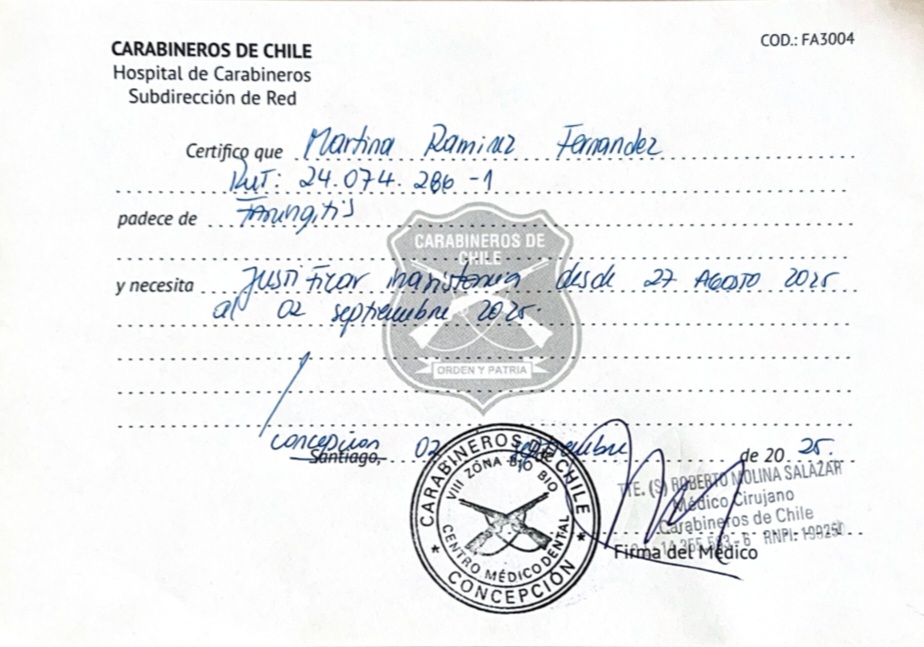 COD.: FA3004
CARABINEROS DE CHILE
Hospital de Carabineros
Subdirección de Red
Certifico que Martina Ramirez Fernandez
Rut: 24.074.286-1
padece de Faringitis
CARABINEROS DE CHILE
y necesita Justificar inasistencia desde 27 Agosto 2025
al 02 septiembre 2025.
ORDEN Y PATRIA
Concepcion 02 septiembre de 20 25.
Santiago,
CARABINEROS DE CHILE
VIII ZONA BIO BIO
CENTRO MÉDICO DENTAL
CONCEPCIÓN
TTE. (S) ROBERTO MOLINA SALAZAR
Médico Cirujano
Carabineros de Chile
RNPI:
Firma del Médico